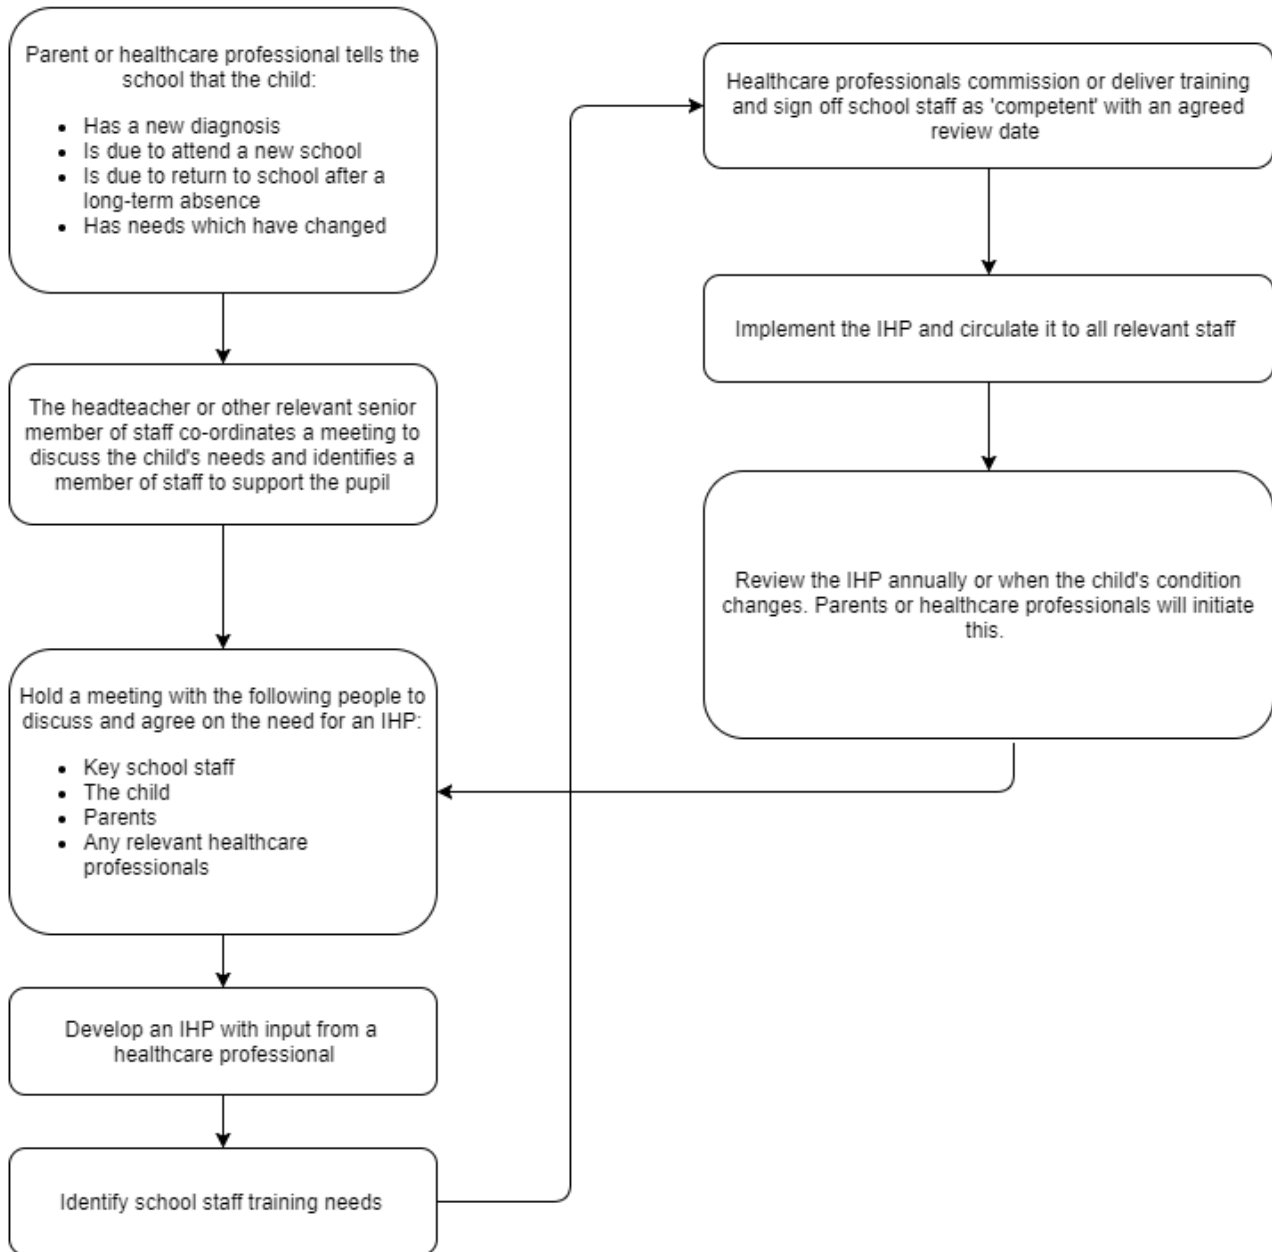 Parent or healthcare professional tells the
school that the child:
• Has a new diagnosis
• Is due to attend a new school
• Is due to return to school after a
long-term absence
• Has needs which have changed
The headteacher or other relevant senior
member of staff co-ordinates a meeting to
discuss the child's needs and identifies a
member of staff to support the pupil
Hold a meeting with the following people to
discuss and agree on the need for an IHP:
• Key school staff
• The child
• Parents
• Any relevant healthcare
professionals
Develop an IHP with input from a
healthcare professional
Identify school staff training needs
Healthcare professionals commission or deliver training
and sign off school staff as 'competent' with an agreed
review date
Implement the IHP and circulate it to all relevant staff
Review the IHP annually or when the child's condition
changes. Parents or healthcare professionals will initiate
this.